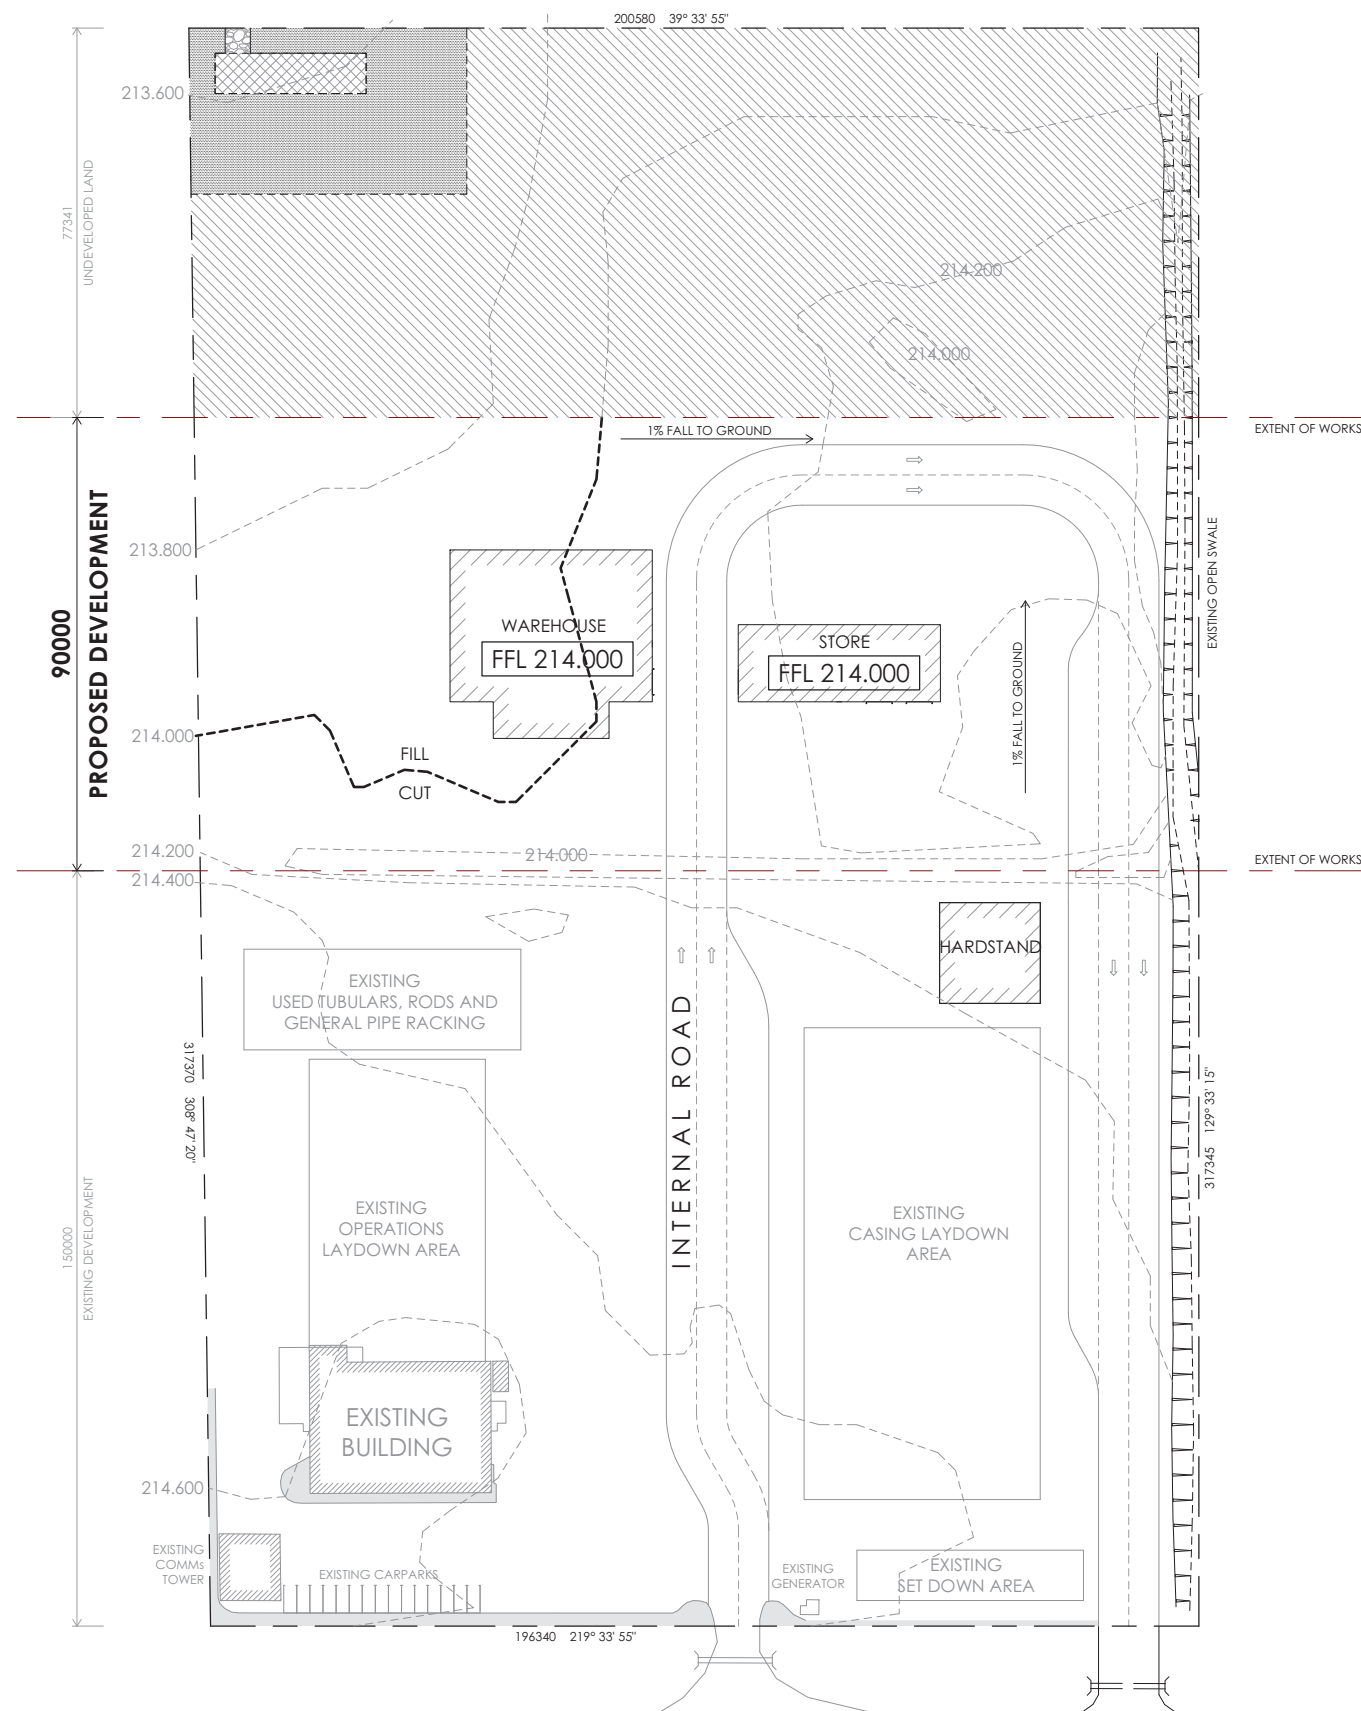 200580 39° 33' 55"
213.600
77341
UNDEVELOPED LAND
214.200
214.000
1% FALL TO GROUND
EXTENT OF WORKS
90000
PROPOSED DEVELOPMENT
213.800
EXISTING OPEN SWALE
WAREHOUSE
FFL 214.000
STORE
FFL 214.000
1% FALL TO GROUND
214.000
FILL
CUT
214.200
214.000
EXTENT OF WORKS
214.400
HARDSTAND
EXISTING
USED TUBULARS, RODS AND
GENERAL PIPE RACKING
INTERNAL ROAD
317370 308° 47' 20"
317345 129° 33' 15"
150000
EXISTING DEVELOPMENT
EXISTING
OPERATIONS
LAYDOWN AREA
EXISTING
CASING LAYDOWN
AREA
EXISTING
BUILDING
214.600
EXISTING
COMMs
TOWER
EXISTING CARPARKS
EXISTING
GENERATOR
EXISTING
SET DOWN AREA
196340 219° 33' 55"